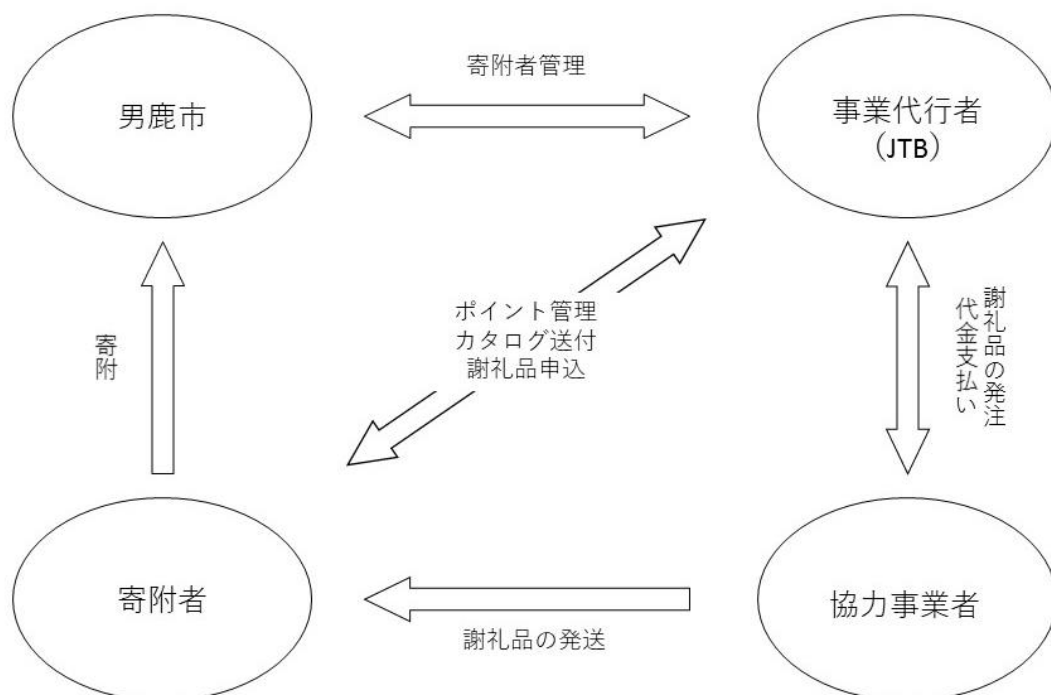 寄附者管理
男鹿市
事業代行者
（JTB）
ポイント管理
カタログ送付
謝礼品申込
寄附
謝礼品の発注
代金支払い
寄附者
協力事業者
謝礼品の発送